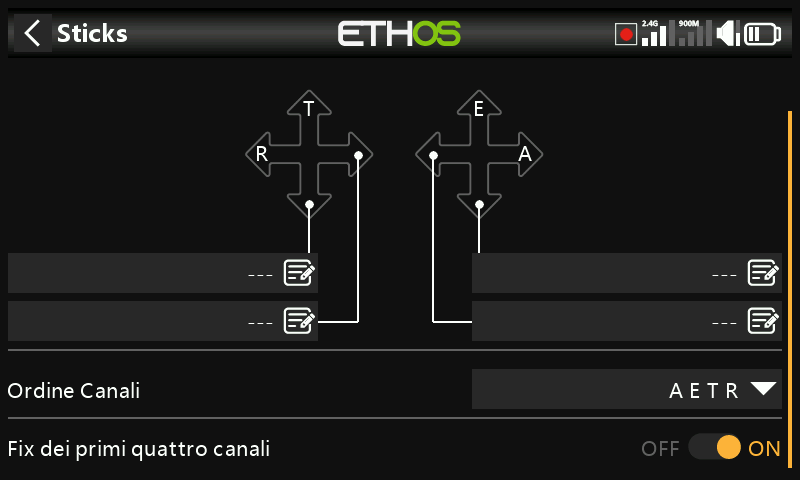 Sticks
ETHOS
2.4G
900M
T
E
R
A
---
---
---
---
Ordine Canali
A E T R
Fix dei primi quattro canali
OFF
ON